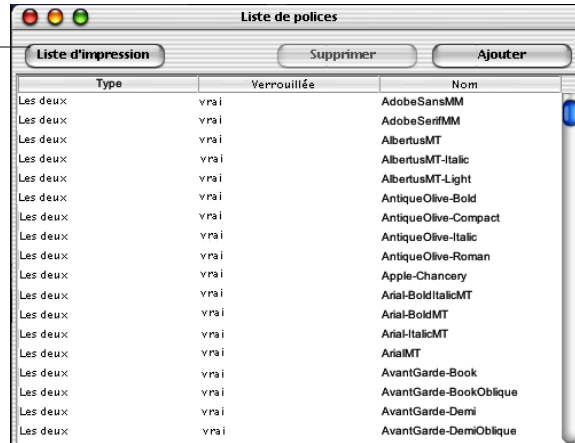 Liste de polices
Liste d'impression Supprimer Ajouter
Type Verrouillée Nom
Les deux vrai AdobeSansMM
Les deux vrai AdobeSerifMM
Les deux vrai AlbertusMT
Les deux vrai AlbertusMT-Italic
Les deux vrai AlbertusMT-Light
Les deux vrai AntiqueOlive-Bold
Les deux vrai AntiqueOlive-Compact
Les deux vrai AntiqueOlive-Italic
Les deux vrai AntiqueOlive-Roman
Les deux vrai Apple-Chancery
Les deux vrai Arial-BoldItalicMT
Les deux vrai Arial-BoldMT
Les deux vrai Arial-ItalicMT
Les deux vrai ArialMT
Les deux vrai AvantGarde-Book
Les deux vrai AvantGarde-BookOblique
Les deux vrai AvantGarde-Demi
Les deux vrai AvantGarde-DemiOblique